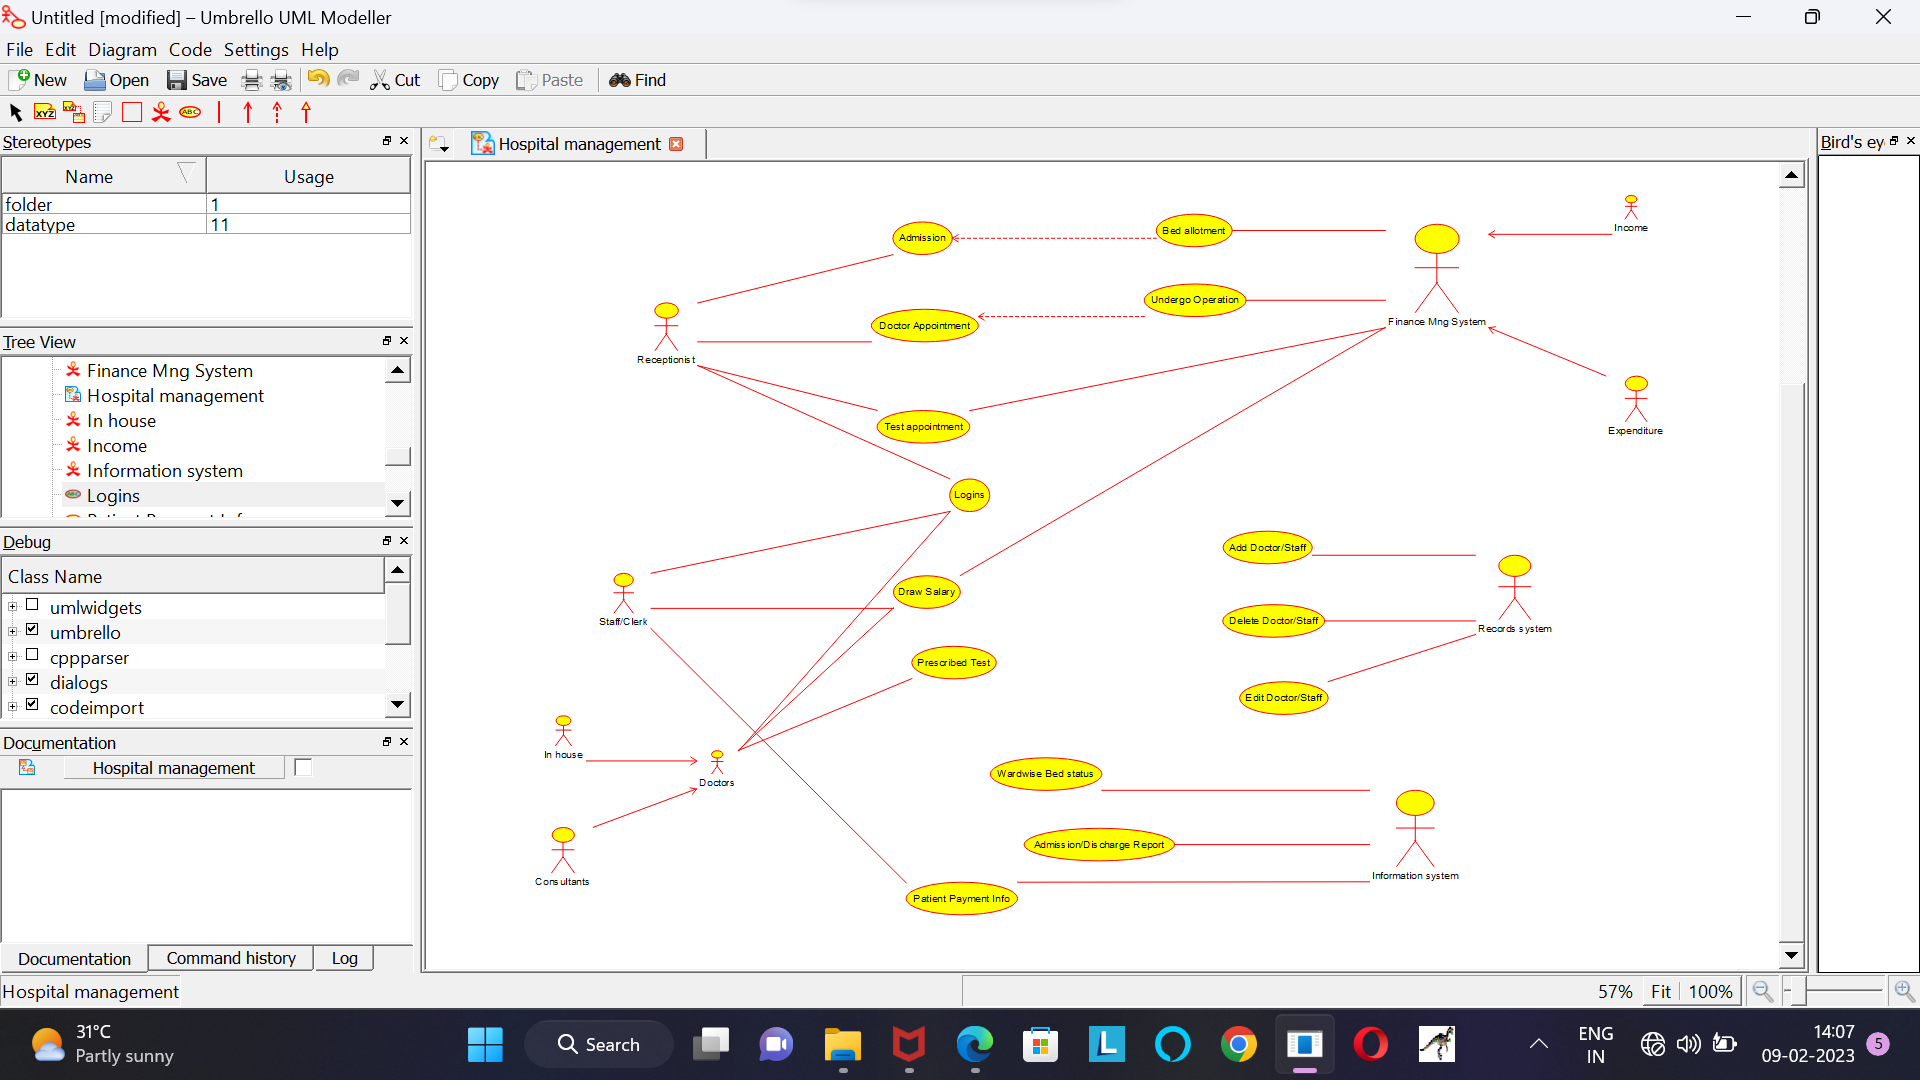 Untitled [modified] – Umbrello UML Modeller
File Edit Diagram Code Settings Help
New Open Save Cut Copy Paste Find
XYZ XYZ ABC
Stereotypes
Name Usage
folder 1
datatype 11
Tree View
Finance Mng System
Hospital management
In house
Income
Information system
Logins
Debug
Class Name
umlwidgets
umbrello
cppparser
dialogs
codeimport
Documentation
Hospital management
Documentation Command history Log
Hospital management
Hospital management
Bird's ey
Admission
Bed allotment
Income
Undergo Operation
Doctor Appointment
Finance Mng System
Receptionist
Test appointment
Expenditure
Logins
Add Doctor/Staff
Draw Salary
Staff/Clerk
Delete Doctor/Staff
Records system
Prescribed Test
Edit Doctor/Staff
In house
Doctors
Wardwise Bed status
Admission/Discharge Report
Consultants
Information system
Patient Payment Info
57% Fit 100%
31°C
Partly sunny
Search
L
ENG
IN
14:07
09-02-2023
5